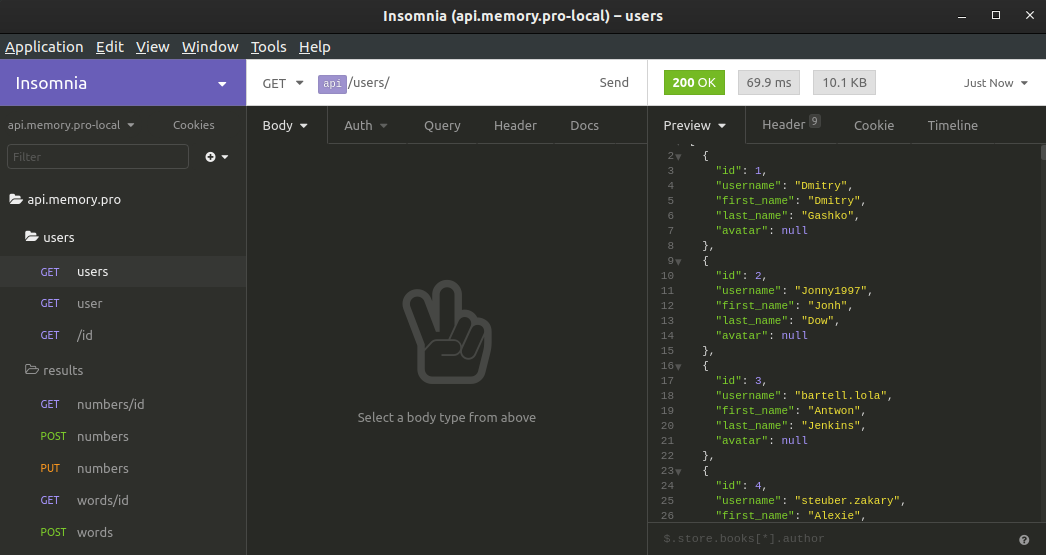 Insomnia (api.memory.pro-local) – users
Application Edit View Window Tools Help
Insomnia
GET api /users/ Send
200 OK 69.9 ms 10.1 KB Just Now
api.memory.pro-local Cookies
Filter
api.memory.pro
users
GET users
GET user
GET /id
results
GET numbers/id
POST numbers
PUT numbers
GET words/id
POST words
Body Auth Query Header Docs
Select a body type from above
Preview Header 9 Cookie Timeline
2 {
3 "id": 1,
4 "username": "Dmitry",
5 "first_name": "Dmitry",
6 "last_name": "Gashko",
7 "avatar": null
8 },
9 {
10 "id": 2,
11 "username": "Jonny1997",
12 "first_name": "Jonh",
13 "last_name": "Dow",
14 "avatar": null
15 },
16 {
17 "id": 3,
18 "username": "bartell.lola",
19 "first_name": "Antwon",
20 "last_name": "Jenkins",
21 "avatar": null
22 },
23 {
24 "id": 4,
25 "username": "steuber.zakary",
26 "first_name": "Alexie",
$.store.books[*].author